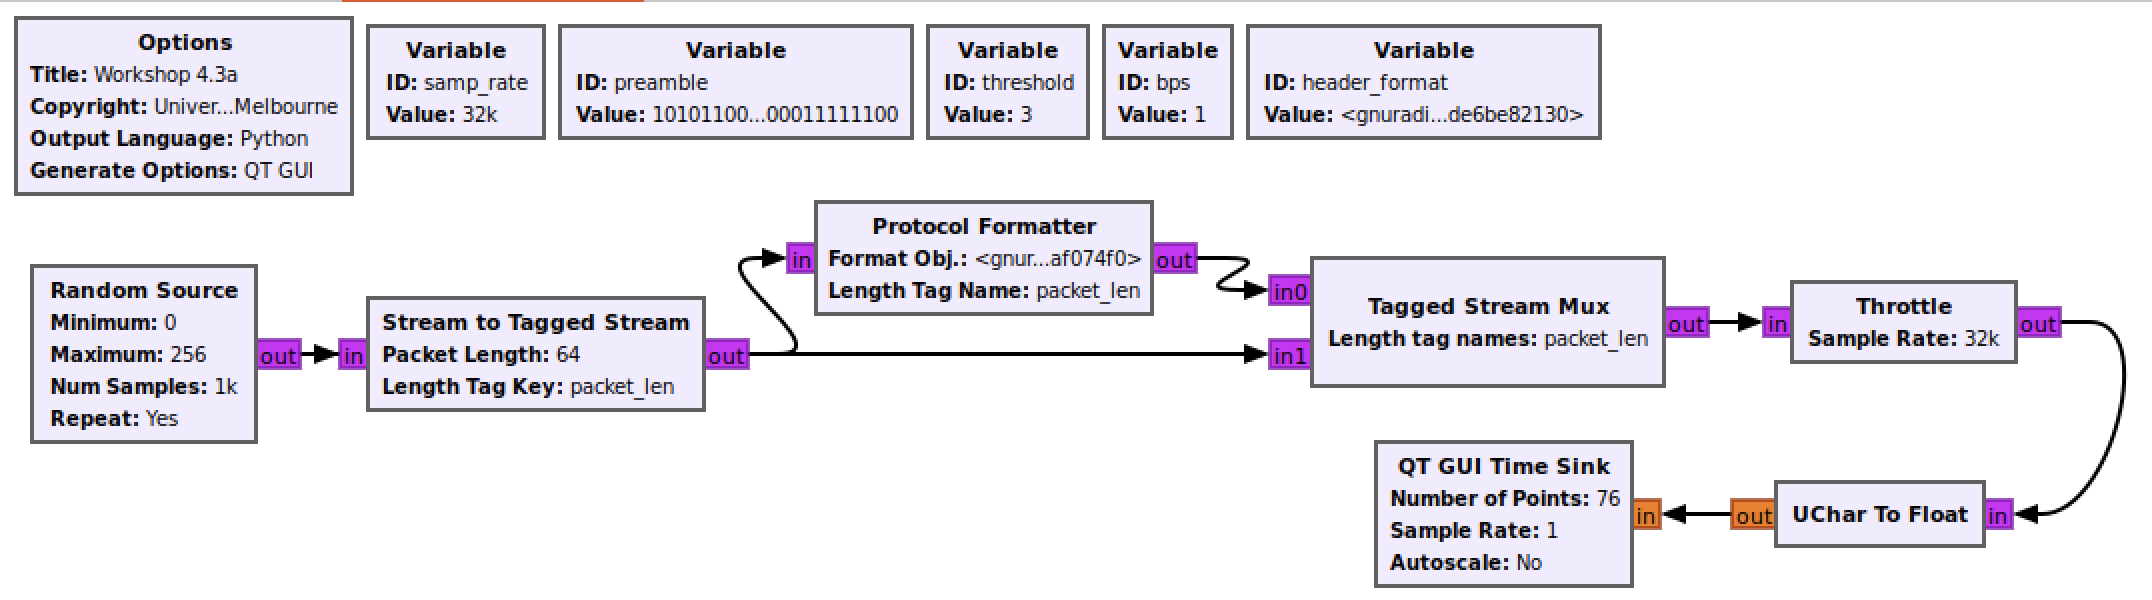 Options
Title: Workshop 4.3a
Copyright: Univer...Melbourne
Output Language: Python
Generate Options: QT GUI
Variable
ID: samp_rate
Value: 32k
Variable
ID: preamble
Value: 10101100...00011111100
Variable
ID: threshold
Value: 3
Variable
ID: bps
Value: 1
Variable
ID: header_format
Value: <gnuradi...de6be82130>
Random Source
Minimum: 0
Maximum: 256
Num Samples: 1k
Repeat: Yes
out
in
Stream to Tagged Stream
Packet Length: 64
Length Tag Key: packet_len
out
in
Protocol Formatter
Format Obj.: <gnur...af074f0>
Length Tag Name: packet_len
out
in0
in1
Tagged Stream Mux
Length tag names: packet_len
out
in
Throttle
Sample Rate: 32k
out
QT GUI Time Sink
Number of Points: 76
Sample Rate: 1
Autoscale: No
in
out
UChar To Float
in